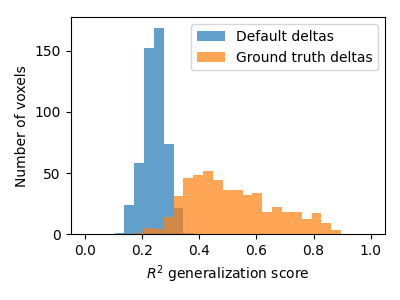 Default deltas
Ground truth deltas
Number of voxels
150
100
50
0
0.0 0.2 0.4 0.6 0.8 1.0
R² generalization score